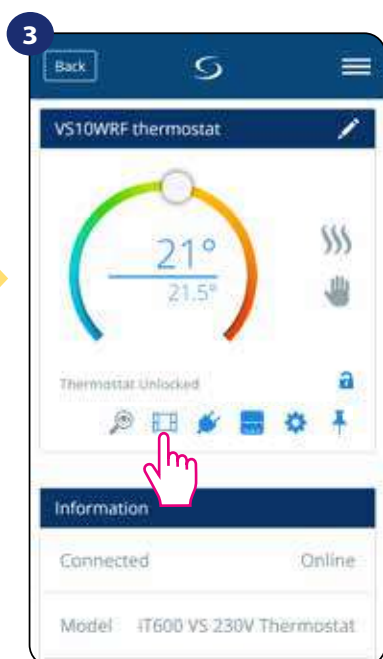 3
Back
VS10WRF thermostat
21°
21.5°
Thermostat Unlocked
Information
Connected Online
Model iT600 VS 230V Thermostat